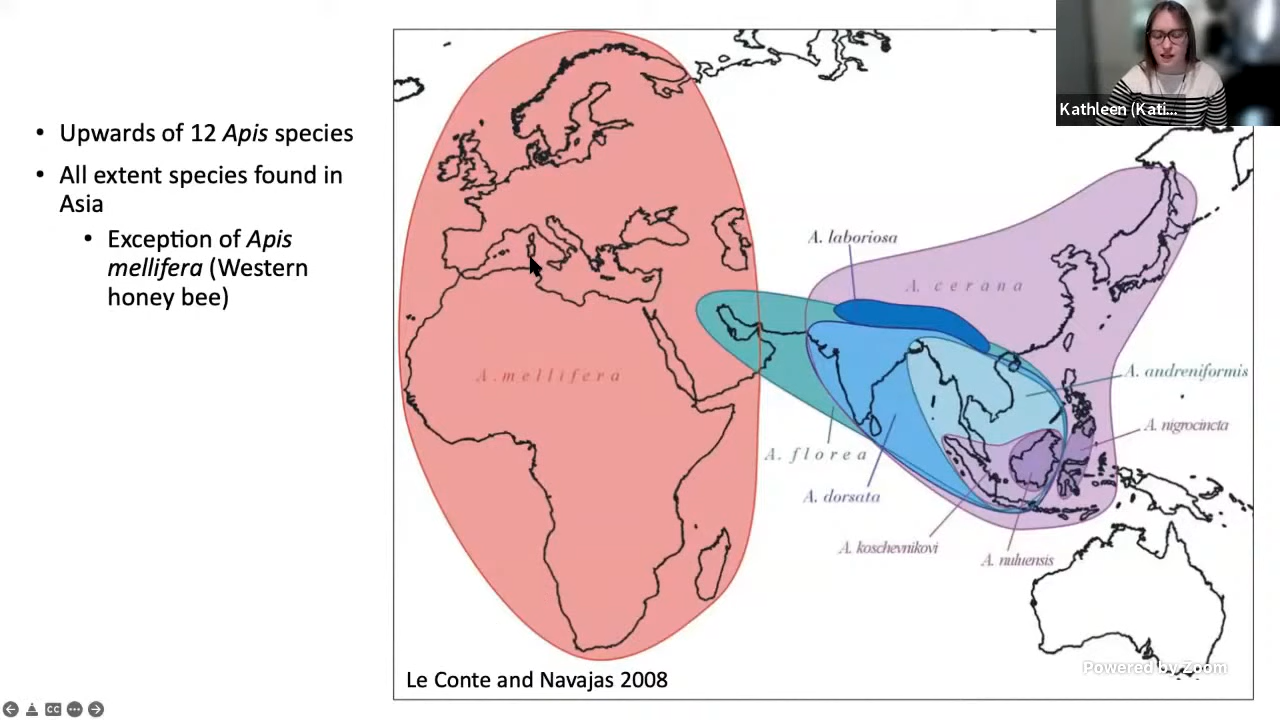 Kathleen (Kati...
• Upwards of 12 Apis species
• All extent species found in
Asia
• Exception of Apis
mellifera (Western
honey bee)
A. laboriosa
A. cerana
A. mellifera
A. andreniformis
A. nigrocincta
A. florea
A. dorsata
A. koschevnikovi
A. nuluensis
Le Conte and Navajas 2008
Powered by Zoom
CC